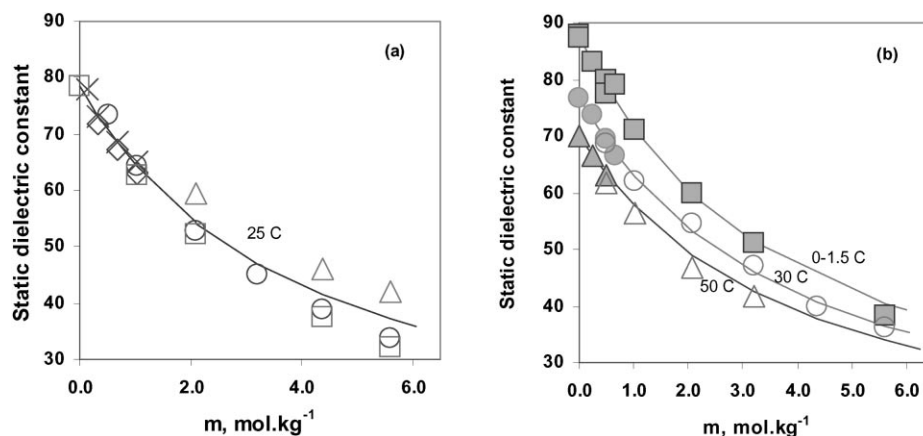 90
80
70
60
50
40
30
Static dielectric constant
(a)
25 C
0.0 2.0 4.0 6.0
m, mol.kg⁻¹
90
80
70
60
50
40
30
Static dielectric constant
(b)
0-1.5 C
30 C
50 C
0.0 1.0 2.0 3.0 4.0 5.0 6.0
m, mol.kg⁻¹